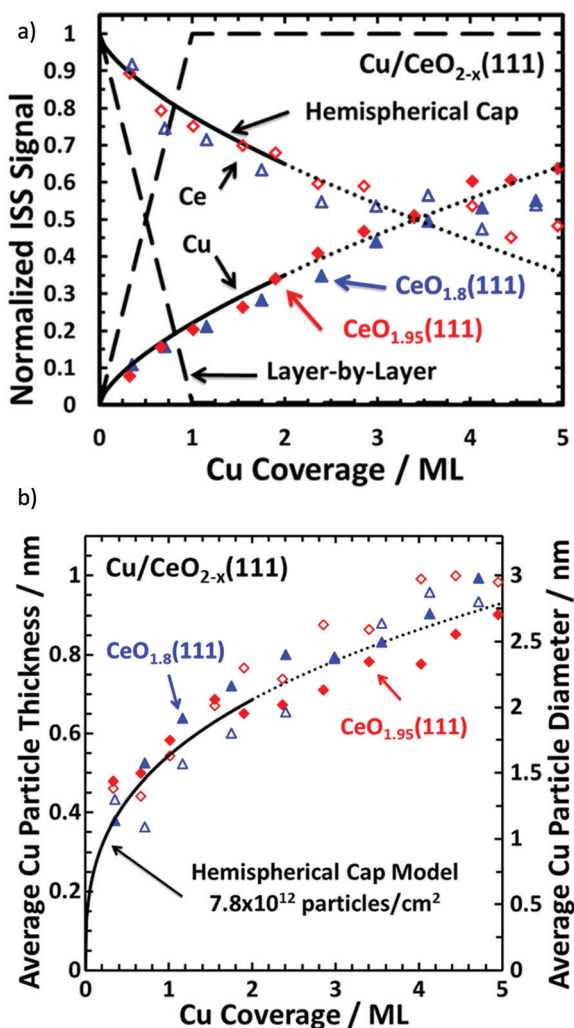 a)
Normalized ISS Signal
1
0.9
0.8
0.7
0.6
0.5
0.4
0.3
0.2
0.1
0
Cu/CeO2-x(111)
Hemispherical Cap
Ce
Cu
CeO1.8(111)
CeO1.95(111)
Layer-by-Layer
0 1 2 3 4 5
Cu Coverage / ML
b)
Average Cu Particle Thickness / nm
1
0.8
0.6
0.4
0.2
0
Cu/CeO2-x(111)
CeO1.8(111)
CeO1.95(111)
Hemispherical Cap Model
7.8x10¹² particles/cm²
3
2.5
2
1.5
1
0.5
0
Average Cu Particle Diameter / nm
0 1 2 3 4 5
Cu Coverage / ML